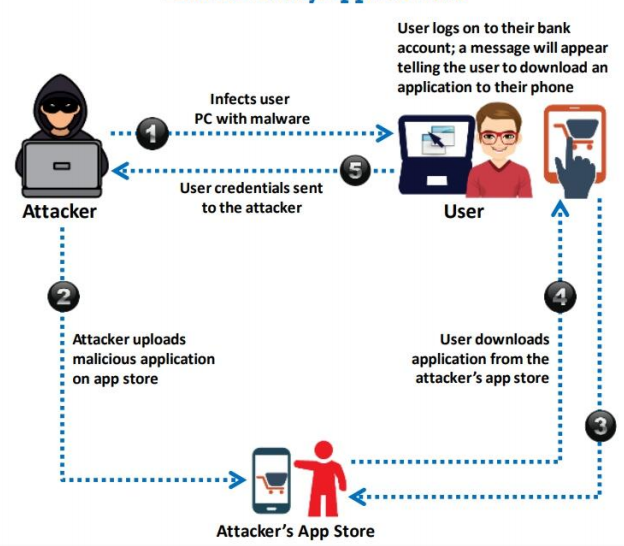 User logs on to their bank
account; a message will appear
telling the user to download an
application to their phone
Infects user
PC with malware
1
5
User credentials sent
to the attacker
Attacker
User
2
4
Attacker uploads
malicious application
on app store
User downloads
application from the
attacker's app store
3
Attacker's App Store